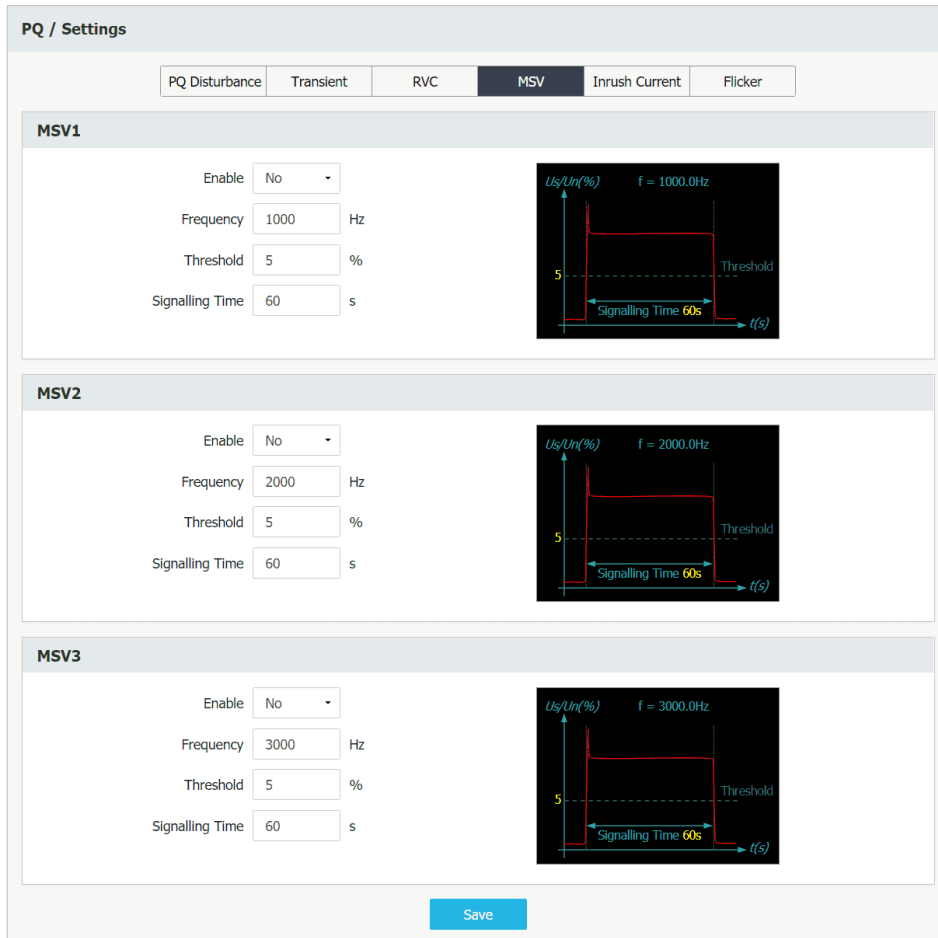 PQ / Settings
PQ Disturbance Transient RVC MSV Inrush Current Flicker
MSV1
Enable No
Frequency 1000 Hz
Threshold 5 %
Signalling Time 60 s
Us/Un(%) f = 1000.0Hz
Threshold
5
Signalling Time 60s
t(s)
MSV2
Enable No
Frequency 2000 Hz
Threshold 5 %
Signalling Time 60 s
Us/Un(%) f = 2000.0Hz
Threshold
5
Signalling Time 60s
t(s)
MSV3
Enable No
Frequency 3000 Hz
Threshold 5 %
Signalling Time 60 s
Us/Un(%) f = 3000.0Hz
Threshold
5
Signalling Time 60s
t(s)
Save